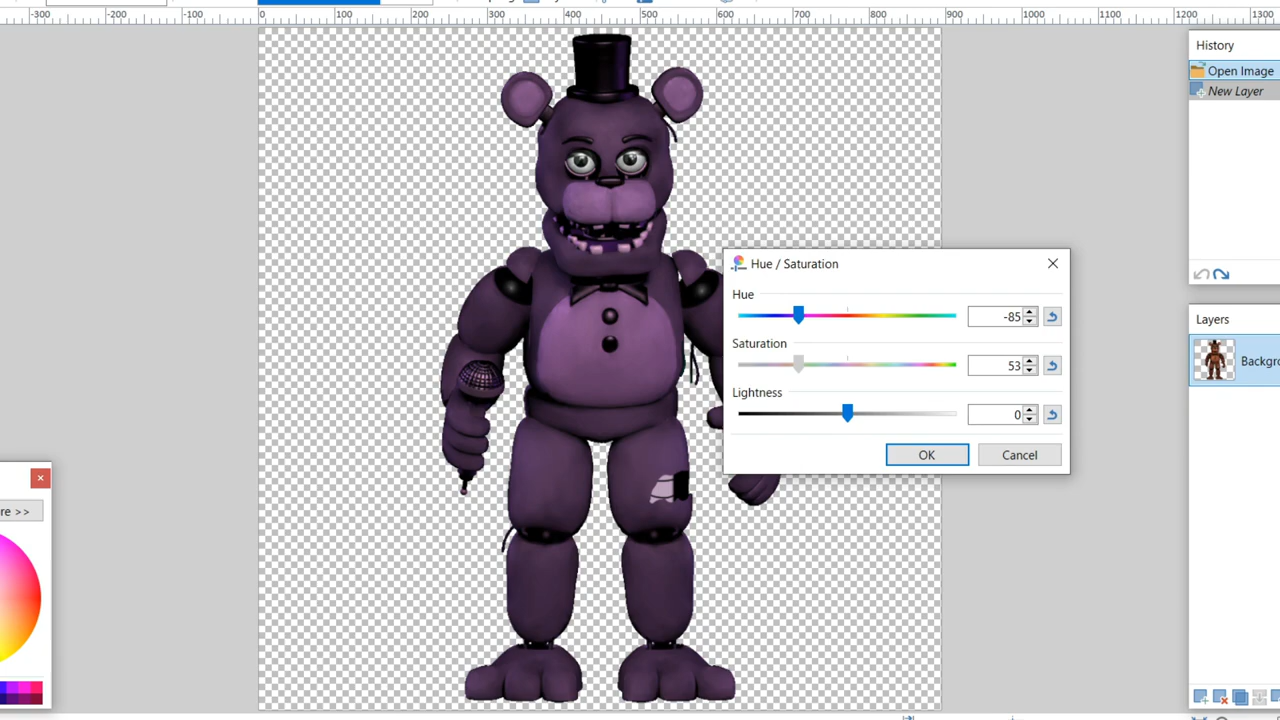 -300
-200
-100
0
100
200
300
400
500
600
700
800
900
1000
1100
1200
1300
History
Open Image
New Layer
Hue / Saturation
Hue
-85
Saturation
53
Lightness
0
OK
Cancel
Layers
Backgro
re >>